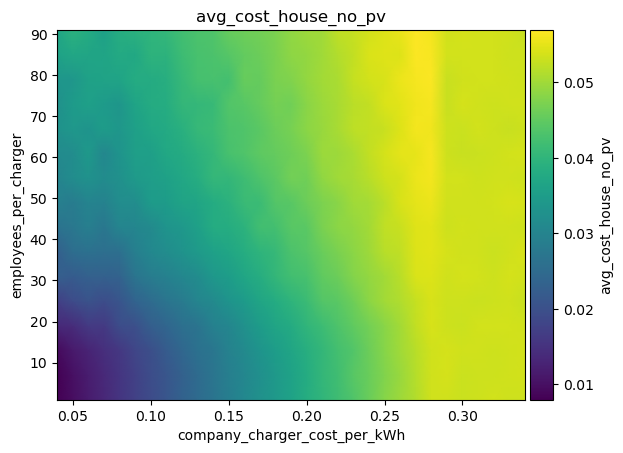 avg_cost_house_no_pv
90
80
70
60
50
40
30
20
10
employees_per_charger
0.05 0.10 0.15 0.20 0.25 0.30
company_charger_cost_per_kWh
0.05
0.04
0.03
0.02
0.01
avg_cost_house_no_pv